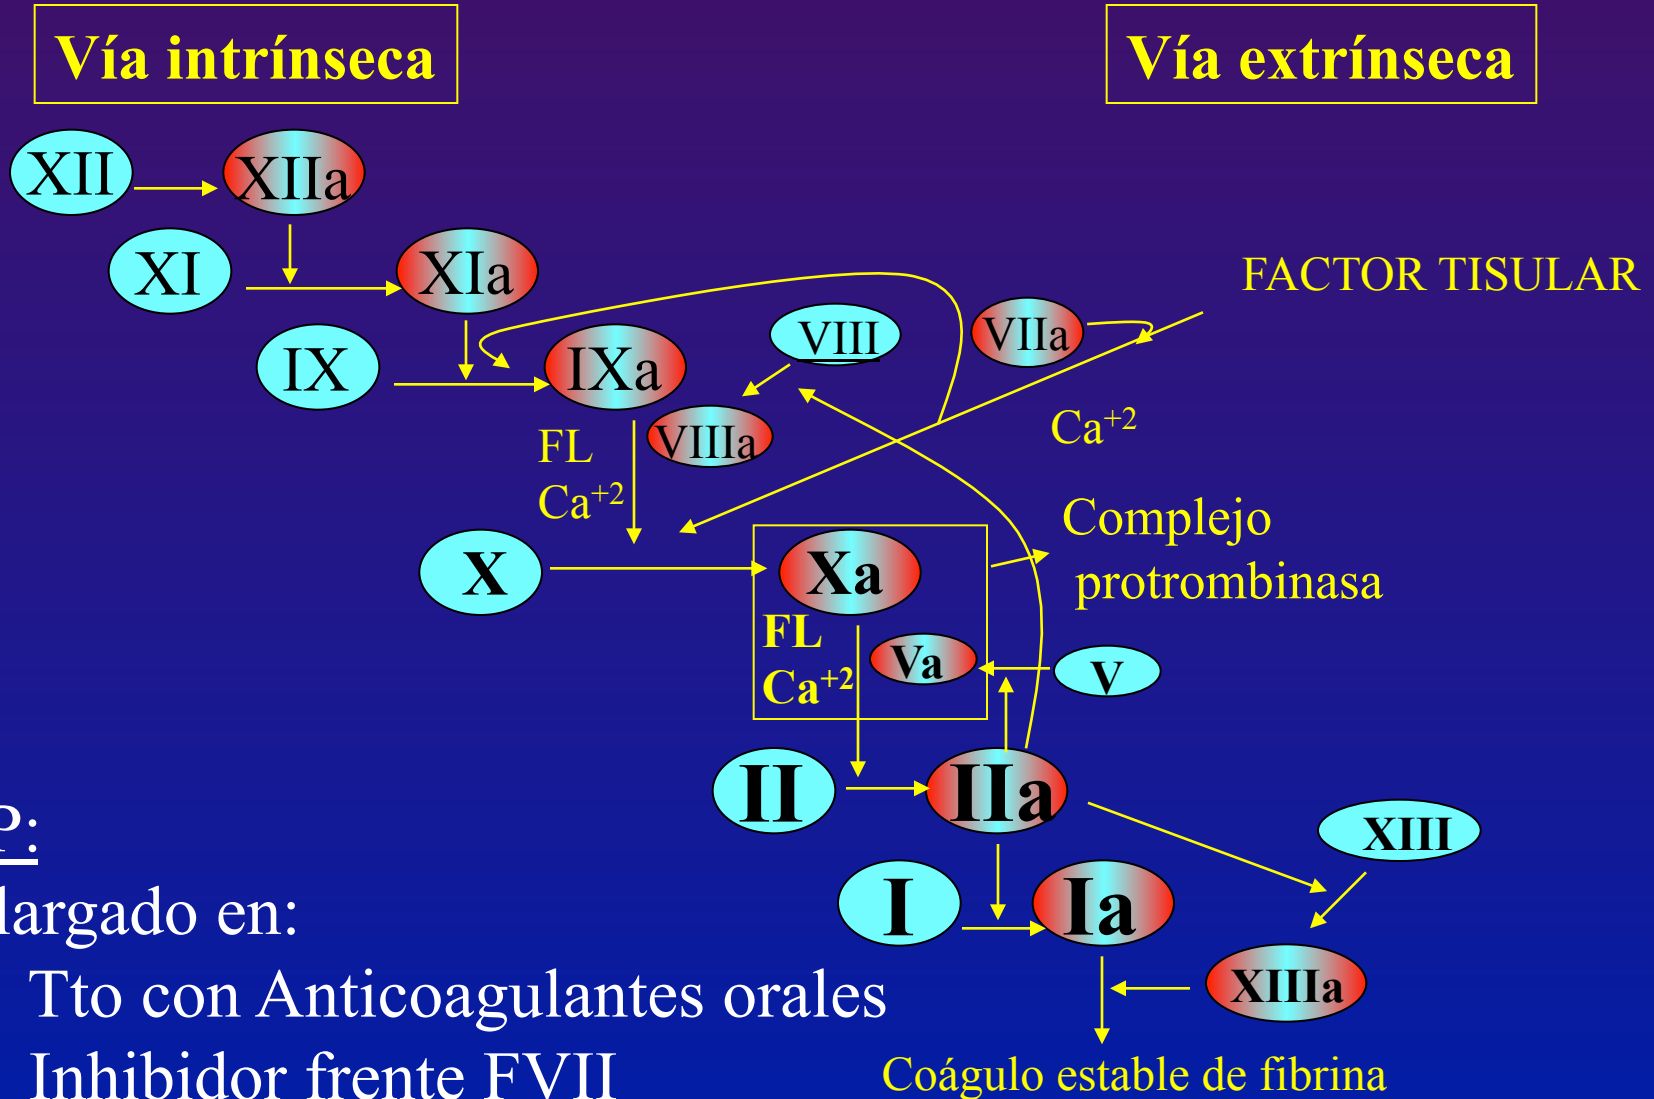 Vía intrínseca
Vía extrínseca
XII
XIIa
XI
XIa
FACTOR TISULAR
IX
IXa
VIII
VIIa
VIIIa
FL
Ca+2
Ca+2
X
Xa
Complejo
protrombinasa
FL
Ca+2
Va
V
II
IIa
XIII
P:
largado en:
I
Ia
Tto con Anticoagulantes orales
XIIIa
Inhibidor frente FVII
Coágulo estable de fibrina